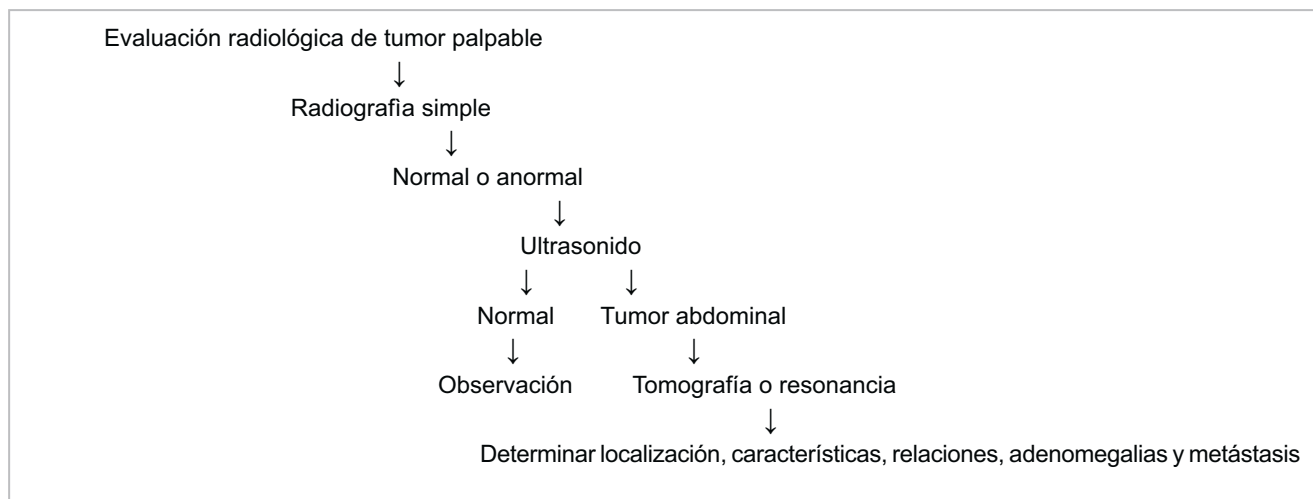 Evaluación radiológica de tumor palpable
↓
Radiografìa simple
↓
Normal o anormal
↓
Ultrasonido
↓ ↓
Normal Tumor abdominal
↓ ↓
Observación Tomografía o resonancia
↓
Determinar localización, características, relaciones, adenomegalias y metástasis